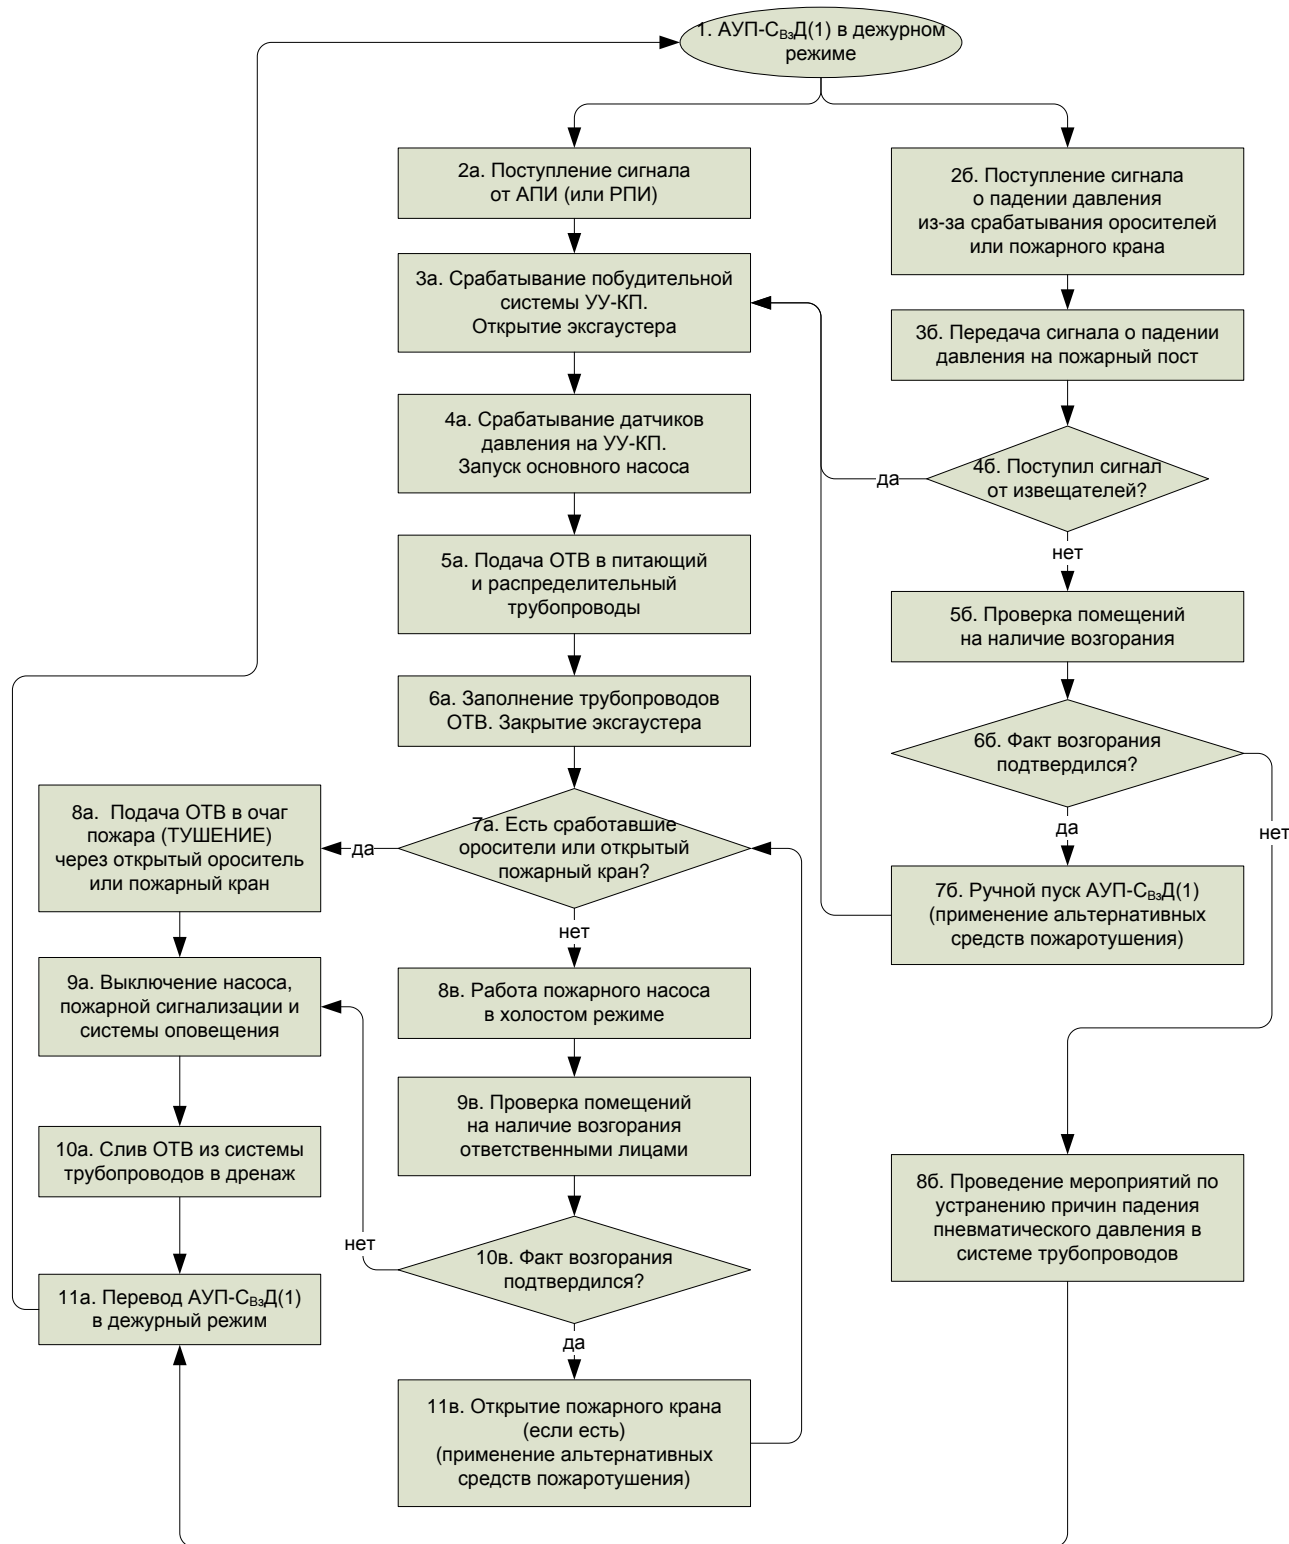 1. АУП-СВзД(1) в дежурном
режиме
2а. Поступление сигнала
от АПИ (или РПИ)
2б. Поступление сигнала
о падении давления
из-за срабатывания оросителей
или пожарного крана
3а. Срабатывание побудительной
системы УУ-КП.
Открытие эксгаустера
3б. Передача сигнала о падении
давления на пожарный пост
4а. Срабатывание датчиков
давления на УУ-КП.
Запуск основного насоса
4б. Поступил сигнал
от извещателей?
да
нет
5а. Подача ОТВ в питающий
и распределительный
трубопроводы
5б. Проверка помещений
на наличие возгорания
6а. Заполнение трубопроводов
ОТВ. Закрытие эксгаустера
6б. Факт возгорания
подтвердился?
да
нет
7а. Есть сработавшие
оросители или открытый
пожарный кран?
да
нет
8а. Подача ОТВ в очаг
пожара (ТУШЕНИЕ)
через открытый ороситель
или пожарный кран
7б. Ручной пуск АУП-СВзД(1)
(применение альтернативных
средств пожаротушения)
9а. Выключение насоса,
пожарной сигнализации и
системы оповещения
8в. Работа пожарного насоса
в холостом режиме
9в. Проверка помещений
на наличие возгорания
ответственными лицами
10а. Слив ОТВ из системы
трубопроводов в дренаж
8б. Проведение мероприятий по
устранению причин падения
пневматического давления в
системе трубопроводов
10в. Факт возгорания
подтвердился?
нет
да
11а. Перевод АУП-СВзД(1)
в дежурный режим
11в. Открытие пожарного крана
(если есть)
(применение альтернативных
средств пожаротушения)